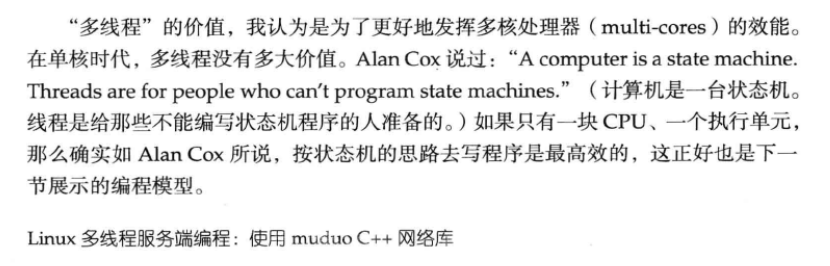 “多线程”的价值，我认为是为了更好地发挥多核处理器（multi-cores）的效能。
在单核时代，多线程没有多大价值。Alan Cox 说过：“A computer is a state machine.
Threads are for people who can’t program state machines.”（计算机是一台状态机。
线程是给那些不能编写状态机程序的人准备的。）如果只有一块 CPU、一个执行单元，
那么确实如 Alan Cox 所说，按状态机的思路去写程序是最高效的，这正好也是下一
节展示的编程模型。
Linux 多线程服务端编程：使用 muduo C++ 网络库